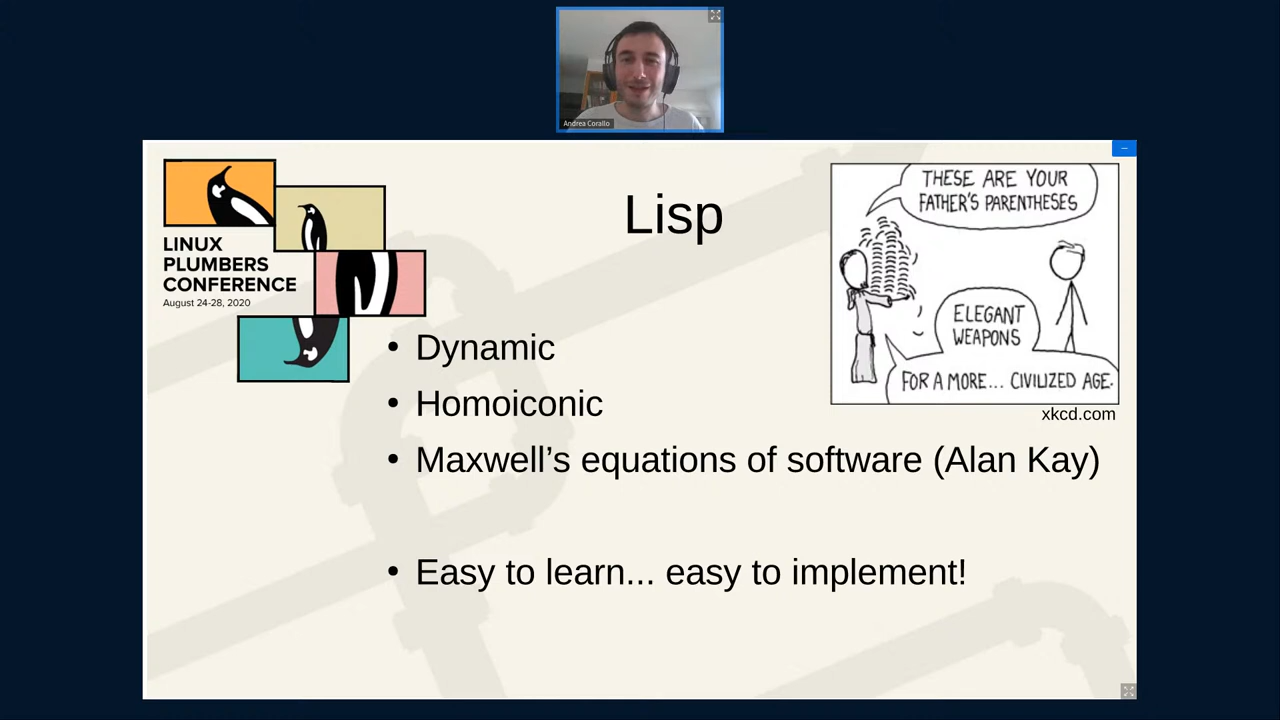 Andrea Corallo
LINUX
PLUMBERS
CONFERENCE
August 24-28, 2020
Lisp
THESE ARE YOUR
FATHER'S PARENTHESES
ELEGANT
WEAPONS
FOR A MORE... CIVILIZED AGE.
xkcd.com
• Dynamic
• Homoiconic
• Maxwell’s equations of software (Alan Kay)
• Easy to learn... easy to implement!